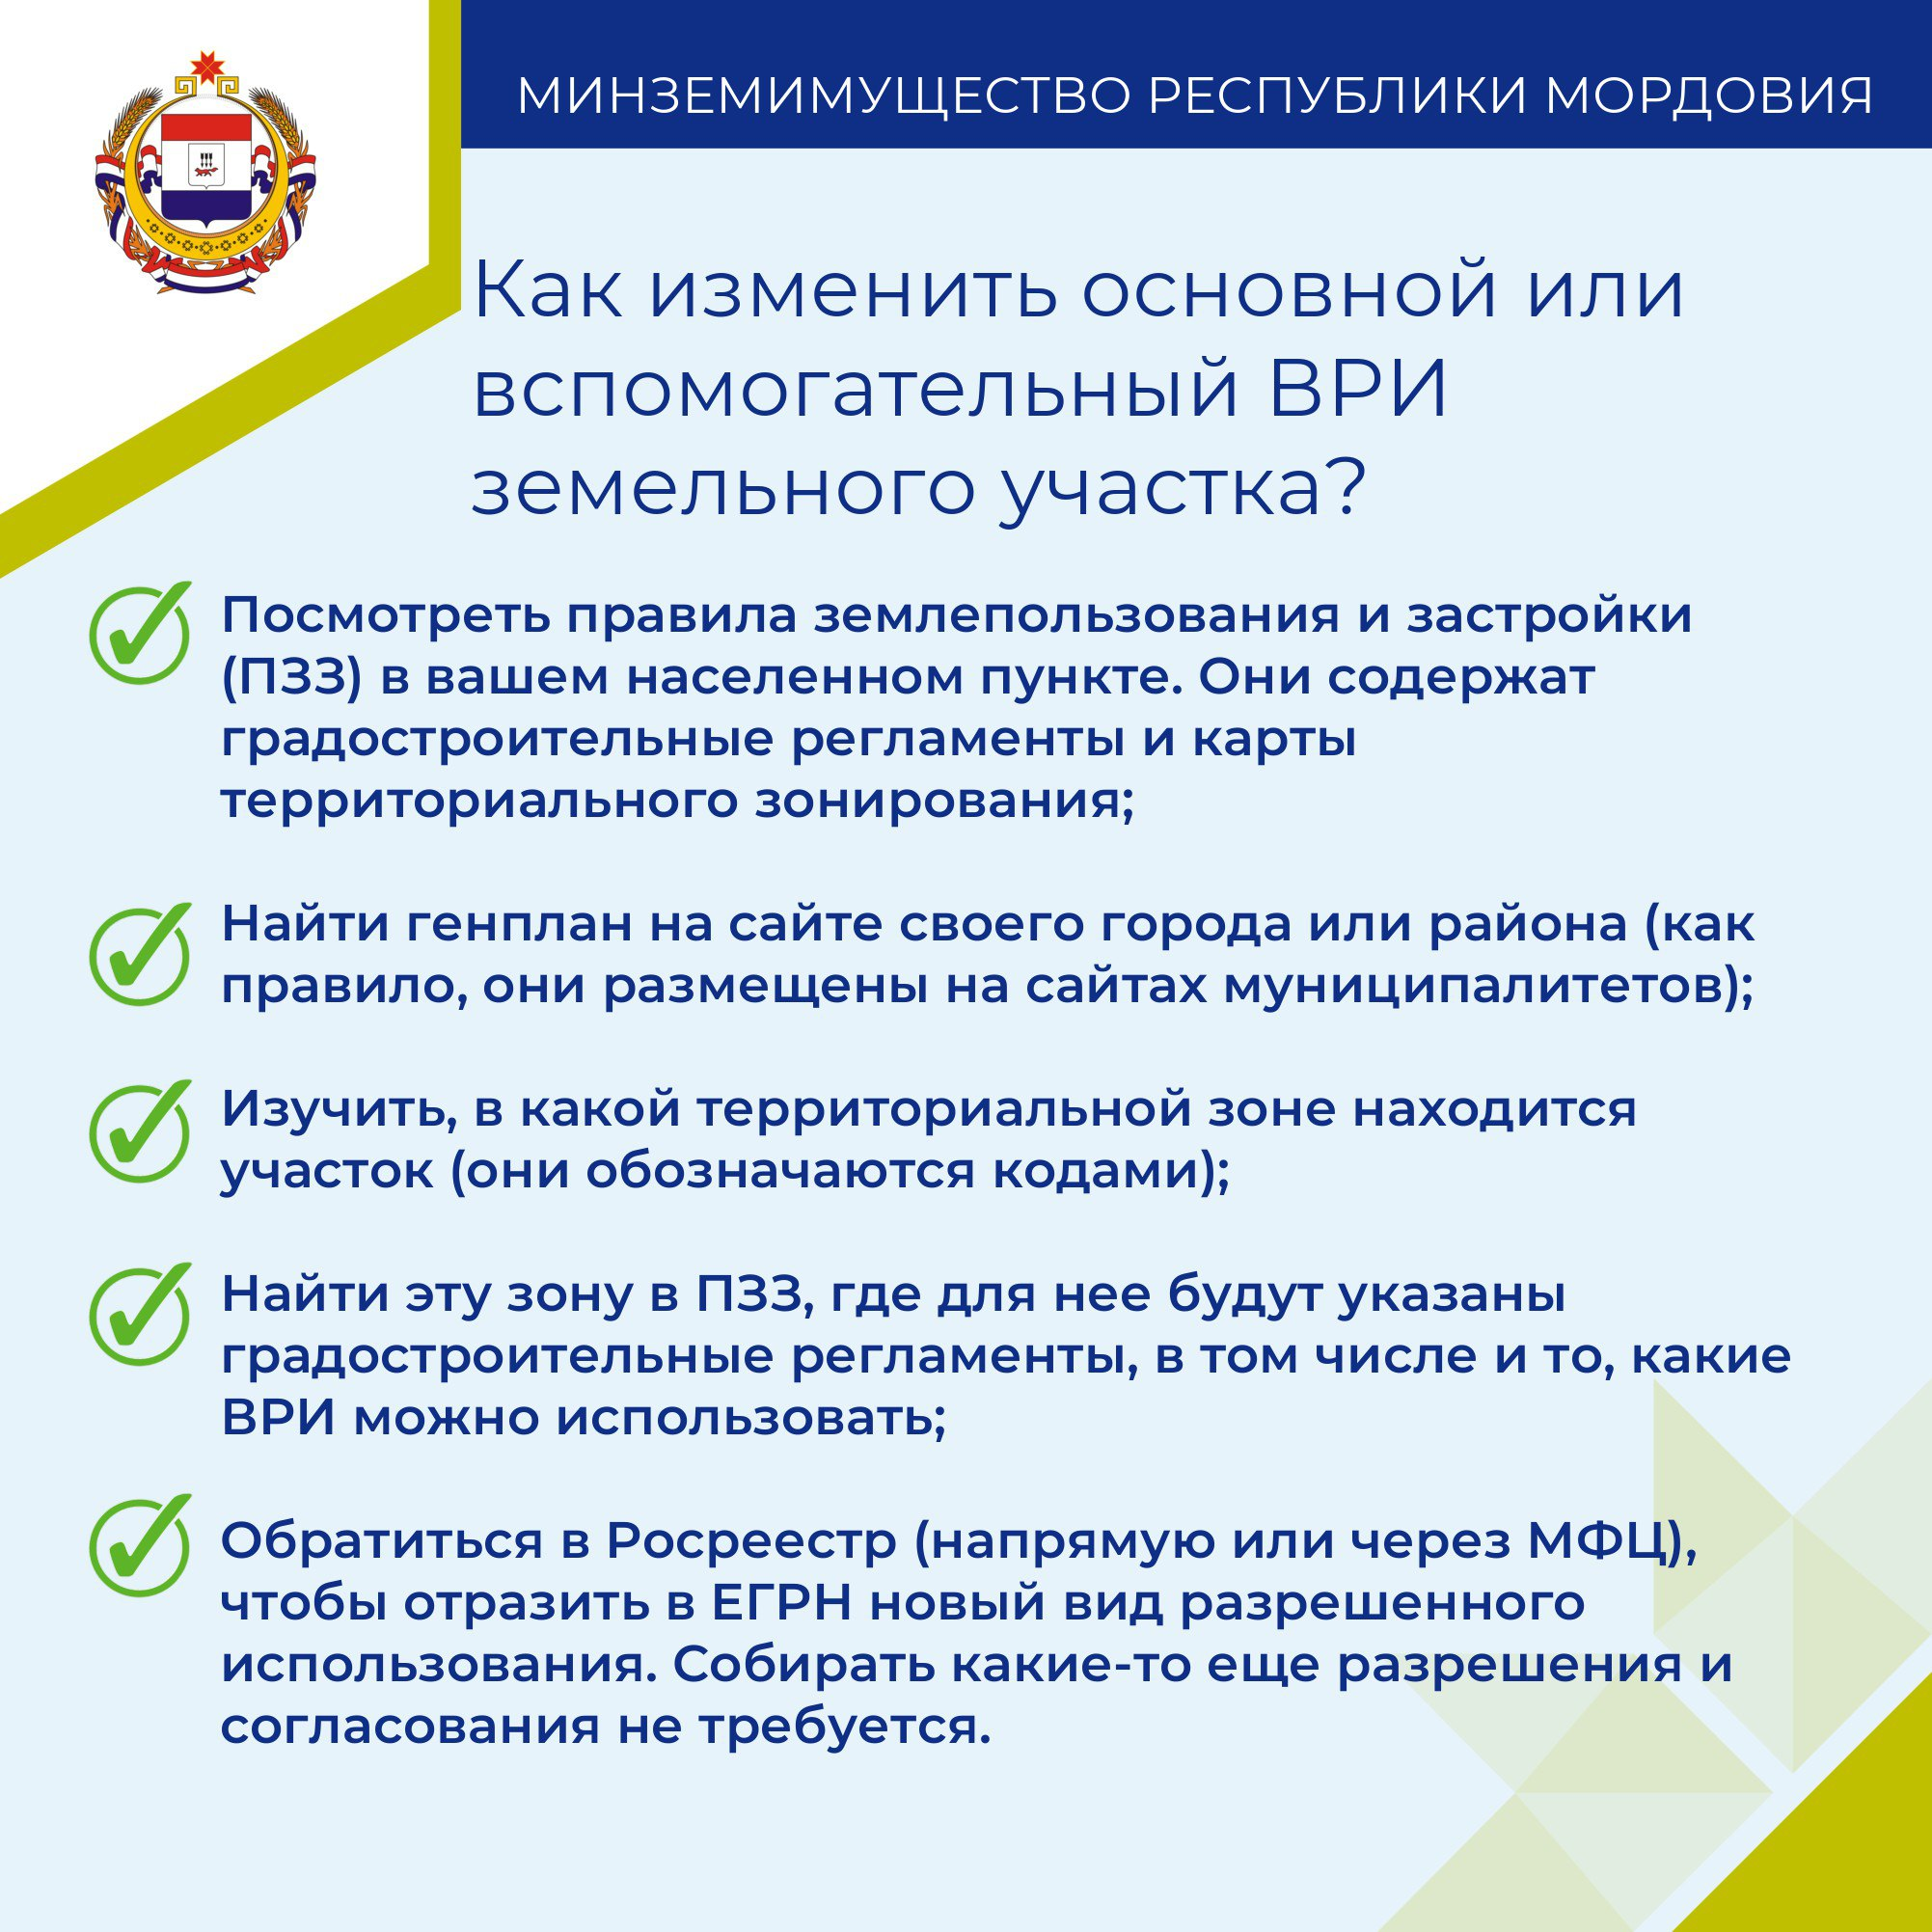 МИНЗЕМИМУЩЕСТВО РЕСПУБЛИКИ МОРДОВИЯ
Как изменить основной или
вспомогательный ВРИ
земельного участка?
Посмотреть правила землепользования и застройки
(ПЗЗ) в вашем населенном пункте. Они содержат
градостроительные регламенты и карты
территориального зонирования;
Найти генплан на сайте своего города или района (как
правило, они размещены на сайтах муниципалитетов);
Изучить, в какой территориальной зоне находится
участок (они обозначаются кодами);
Найти эту зону в ПЗЗ, где для нее будут указаны
градостроительные регламенты, в том числе и то, какие
ВРИ можно использовать;
Обратиться в Росреестр (напрямую или через МФЦ),
чтобы отразить в ЕГРН новый вид разрешенного
использования. Собирать какие-то еще разрешения и
согласования не требуется.